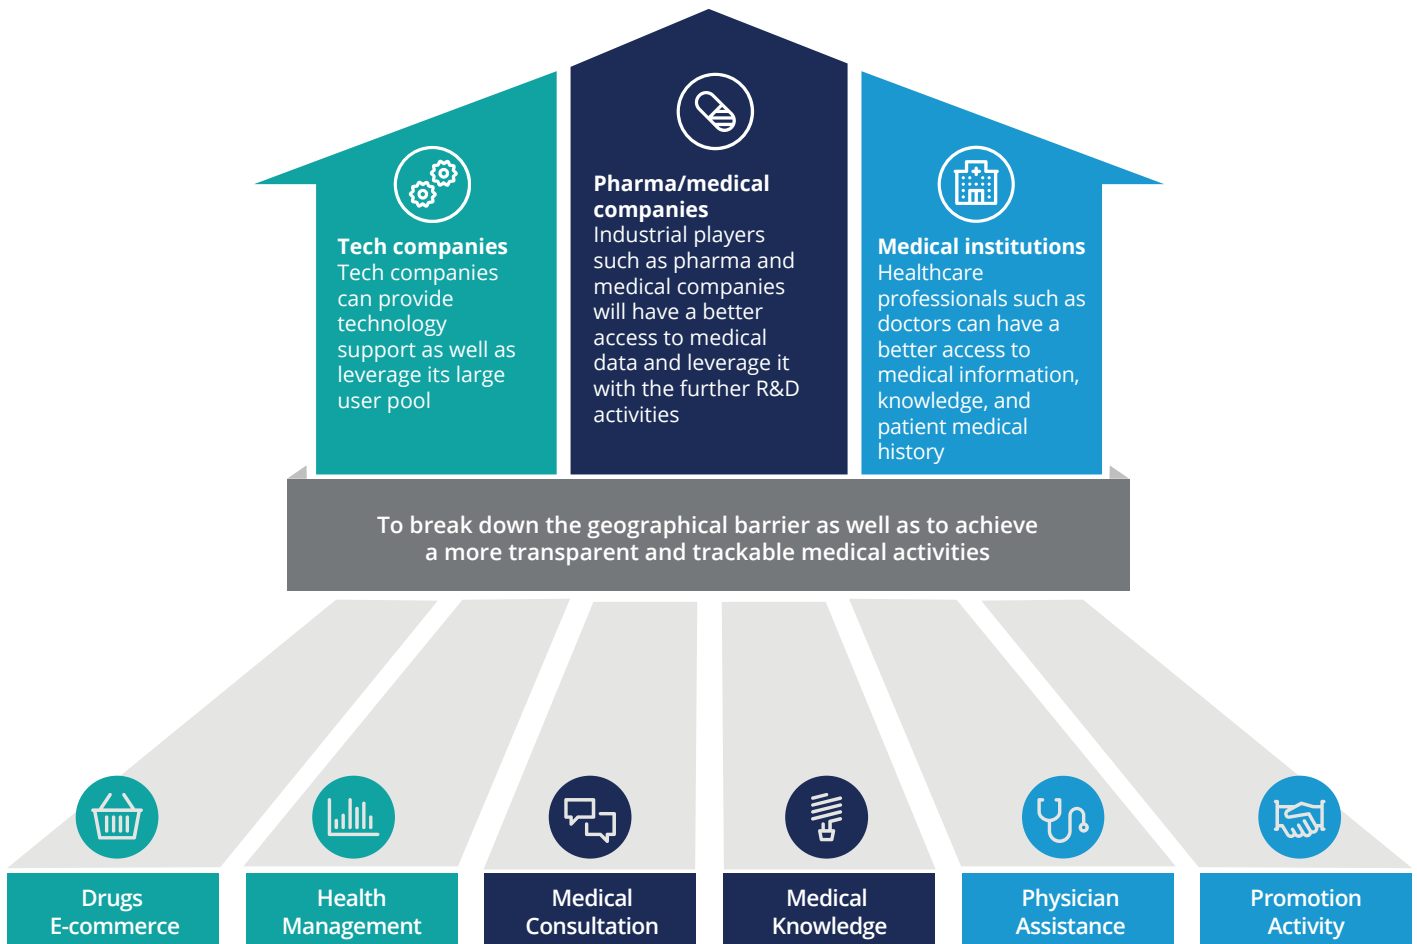 Tech companies
Tech companies
can provide
technology
support as well as
leverage its large
user pool
Pharma/medical
companies
Industrial players
such as pharma and
medical companies
will have a better
access to medical
data and leverage it
with the further R&D
activities
Medical institutions
Healthcare
professionals such as
doctors can have a
better access to
medical information,
knowledge, and
patient medical
history
To break down the geographical barrier as well as to achieve
a more transparent and trackable medical activities
Drugs
E-commerce
Health
Management
Medical
Consultation
Medical
Knowledge
Physician
Assistance
Promotion
Activity